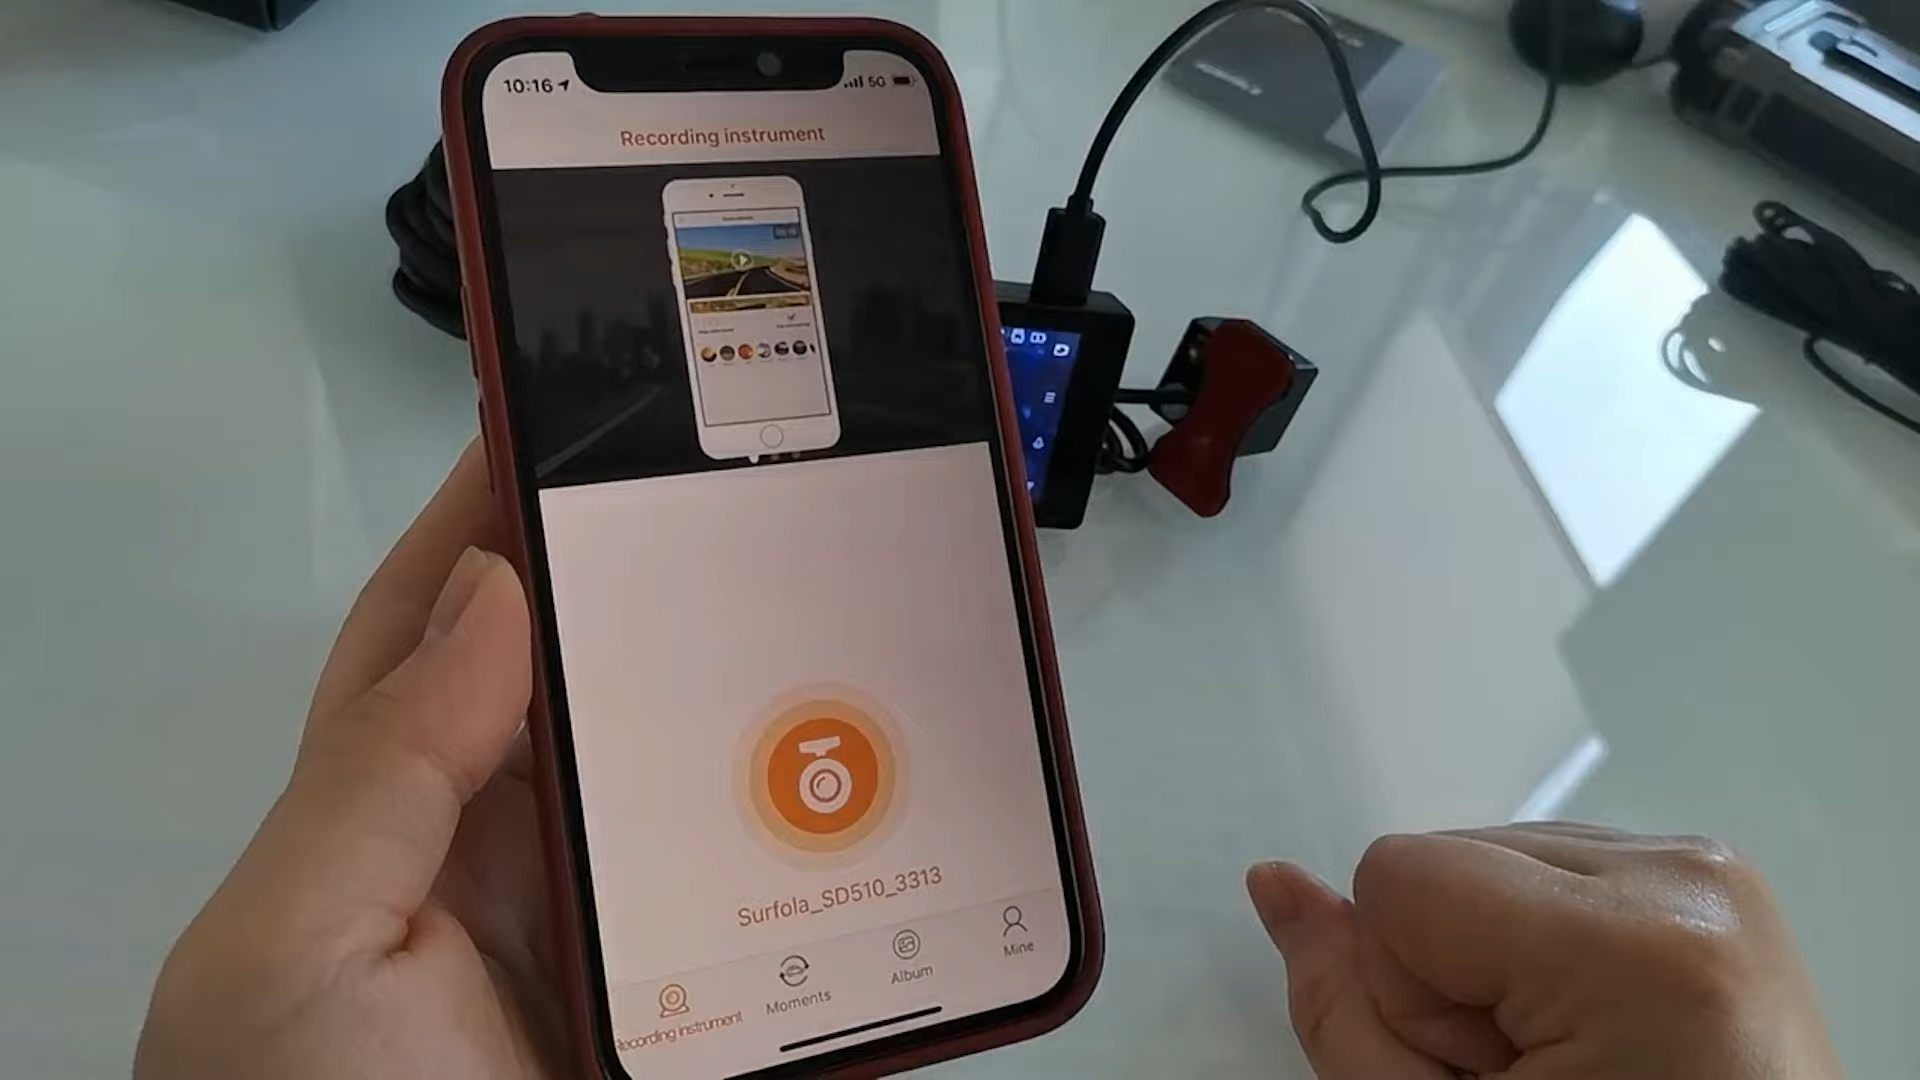 10:16
5G
Recording instrument
Surfola_SD510_3313
Recording instrument
Moments
Album
Mine